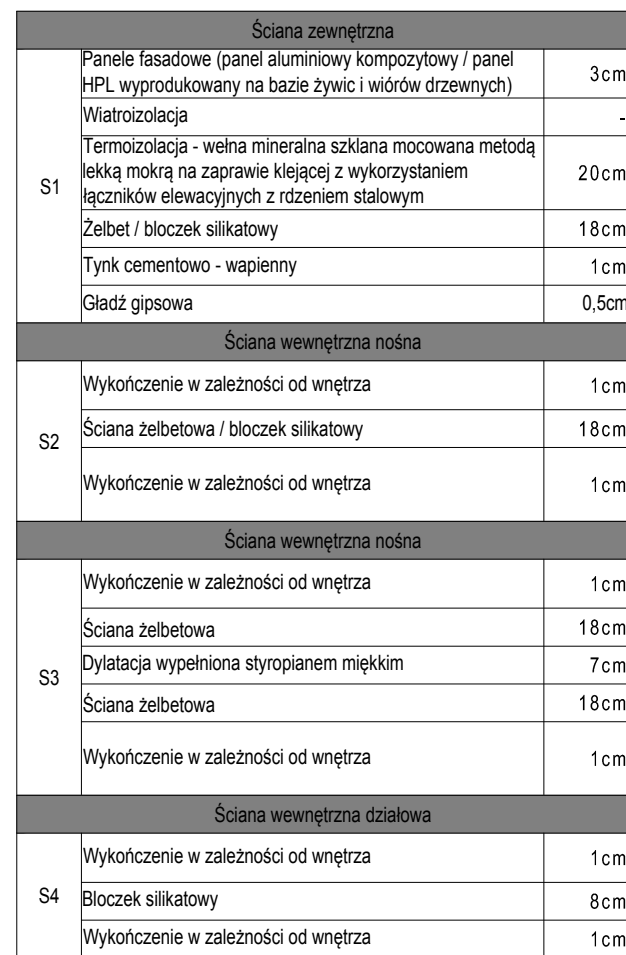 Ściana zewnętrzna
S1
Panele fasadowe (panel aluminiowy kompozytowy / panel
HPL wyprodukowany na bazie żywic i wiórów drzewnych)
3cm
Wiatroizolacja
-
Termoizolacja - wełna mineralna szklana mocowana metodą
lekką mokrą na zaprawie klejącej z wykorzystaniem
łączników elewacyjnych z rdzeniem stalowym
20cm
Żelbet / bloczek silikatowy
18cm
Tynk cementowo - wapienny
1cm
Gładź gipsowa
0,5cm
Ściana wewnętrzna nośna
S2
Wykończenie w zależności od wnętrza
1cm
Ściana żelbetowa / bloczek silikatowy
18cm
Wykończenie w zależności od wnętrza
1cm
Ściana wewnętrzna nośna
S3
Wykończenie w zależności od wnętrza
1cm
Ściana żelbetowa
18cm
Dylatacja wypełniona styropianem miękkim
7cm
Ściana żelbetowa
18cm
Wykończenie w zależności od wnętrza
1cm
Ściana wewnętrzna działowa
S4
Wykończenie w zależności od wnętrza
1cm
Bloczek silikatowy
8cm
Wykończenie w zależności od wnętrza
1cm